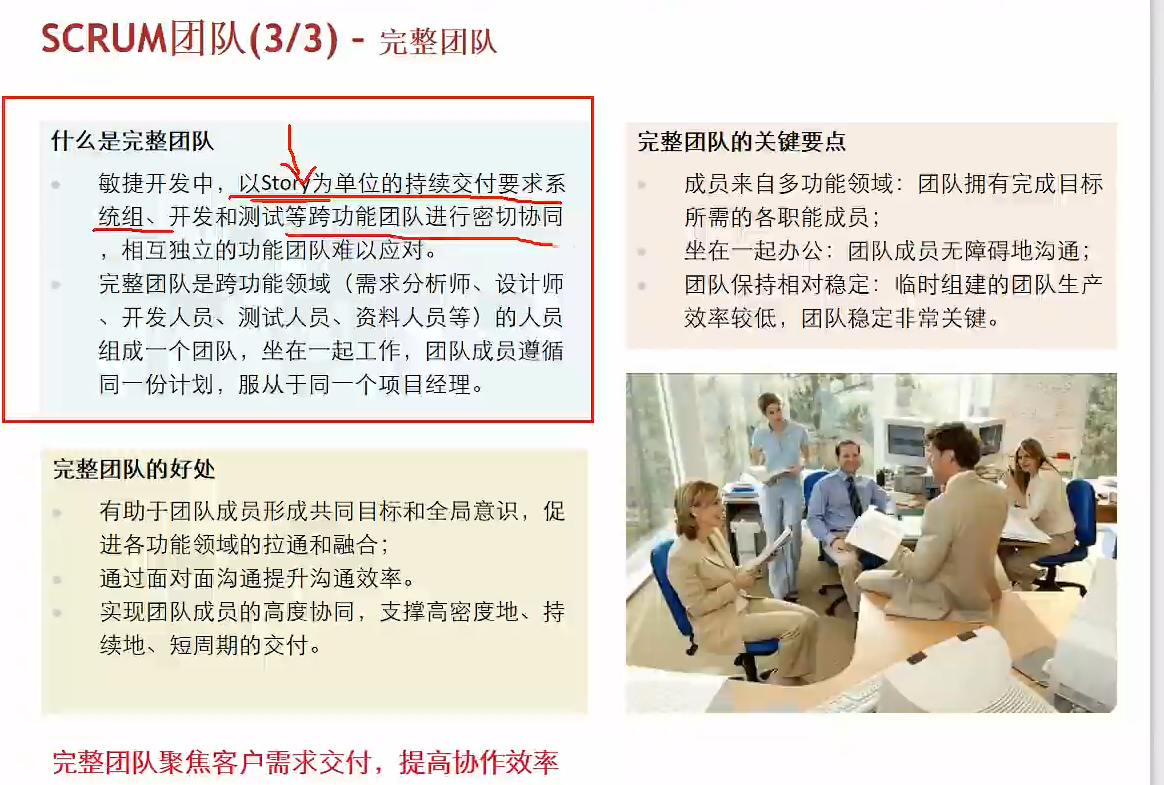 SCRUM团队(3/3) - 完整团队
什么是完整团队
敏捷开发中，以Story为单位的持续交付要求系
统组、开发和测试等跨功能团队进行密切协同
，相互独立的功能团队难以应对。
完整团队是跨功能领域（需求分析师、设计师
、开发人员、测试人员、资料人员等）的人员
组成一个团队，坐在一起工作，团队成员遵循
同一份计划，服从于同一个项目经理。
完整团队的关键要点
成员来自多功能领域：团队拥有完成目标
所需的各职能成员；
坐在一起办公：团队成员无障碍地沟通；
团队保持相对稳定：临时组建的团队生产
效率较低，团队稳定非常关键。
完整团队的好处
有助于团队成员形成共同目标和全局意识，促
进各功能领域的拉通和融合；
通过面对面沟通提升沟通效率。
实现团队成员的高度协同，支撑高密度地、持
续地、短周期的交付。
完整团队聚焦客户需求交付，提高协作效率